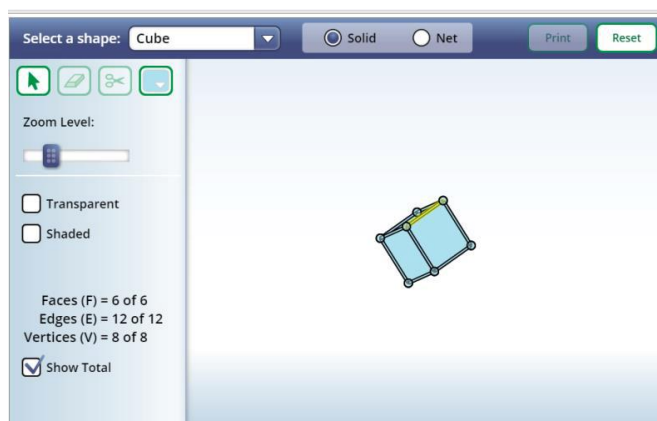 Select a shape: Cube Solid Net Print Reset
Zoom Level:
Transparent
Shaded
Faces (F) = 6 of 6
Edges (E) = 12 of 12
Vertices (V) = 8 of 8
Show Total